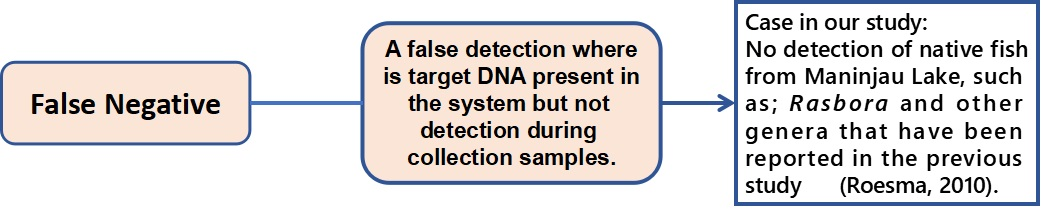 False Negative
A false detection where
is target DNA present in
the system but not
detection during
collection samples.
Case in our study:
No detection of native fish
from Maninjau Lake, such
as; Rasbora and other
genera that have been
reported in the previous
study (Roesma, 2010).